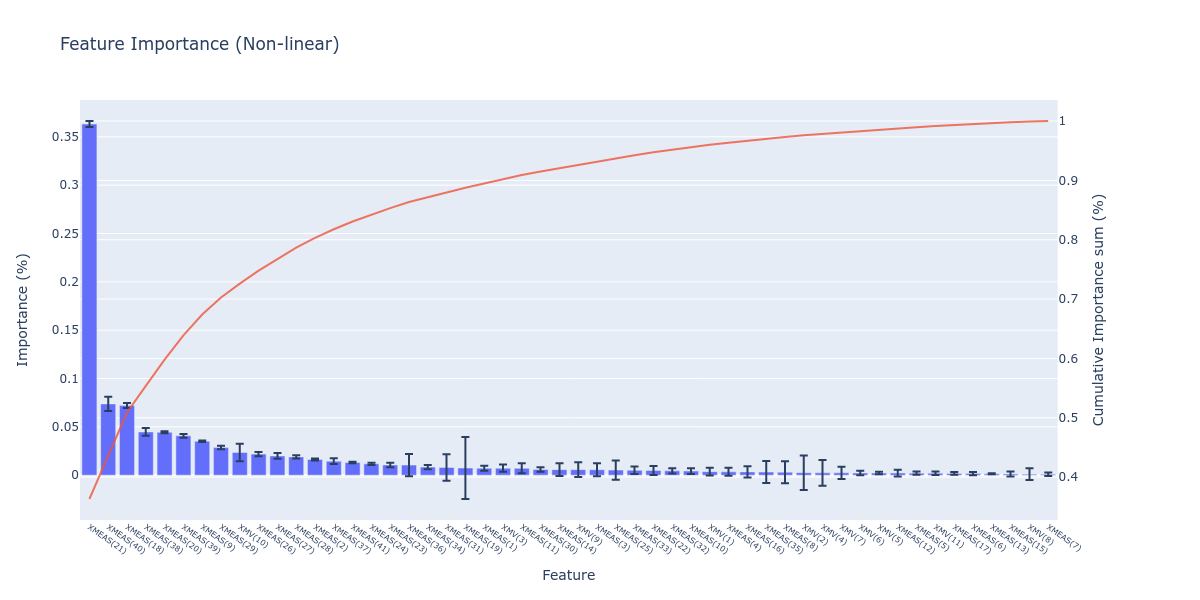 Feature Importance (Non-linear)
0.35
0.3
0.25
0.2
0.15
0.1
0.05
0
Importance (%)
1
0.9
0.8
0.7
0.6
0.5
0.4
Cumulative Importance sum (%)
XMEAS(21)
XMEAS(40)
XMEAS(18)
XMEAS(38)
XMEAS(20)
XMEAS(39)
XMEAS(9)
XMEAS(29)
XMV(10)
XMEAS(26)
XMEAS(27)
XMEAS(28)
XMEAS(2)
XMEAS(37)
XMEAS(41)
XMEAS(24)
XMEAS(23)
XMEAS(36)
XMEAS(34)
XMEAS(31)
XMEAS(19)
XMEAS(1)
XMV(3)
XMEAS(11)
XMEAS(30)
XMEAS(14)
XMV(9)
XMEAS(3)
XMEAS(25)
XMEAS(33)
XMEAS(22)
XMEAS(32)
XMEAS(10)
XMV(1)
XMEAS(4)
XMEAS(16)
XMEAS(35)
XMEAS(8)
XMV(2)
XMV(4)
XMV(7)
XMV(6)
XMV(5)
XMEAS(12)
XMEAS(5)
XMV(11)
XMEAS(17)
XMEAS(6)
XMEAS(13)
XMEAS(15)
XMV(8)
XMEAS(7)
Feature